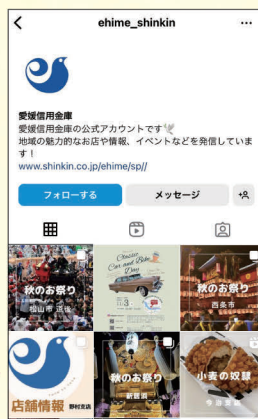 ehime_shinkin
愛媛信用金庫
愛媛信用金庫の公式アカウントです🕊
地域の魅力的なお店や情報、イベントなどを発信していま
す！
www.shinkin.co.jp/ehime/sp//
フォローする
メッセージ
秋のお祭り
松山市 道後
Classic
Car and Bike
Day
秋のお祭り
西条市
店舗情報 野村支店
秋のお祭り
新居浜
小麦の奴隷